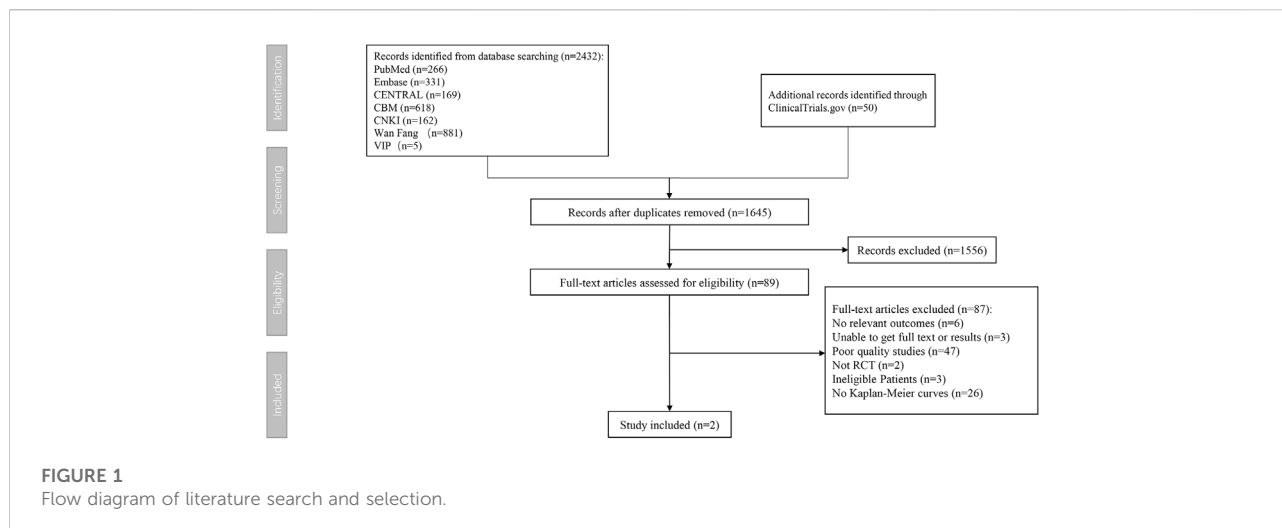 Identification
Records identified from database searching (n=2432):
PubMed (n=266)
Embase (n=331)
CENTRAL (n=169)
CBM (n=618)
CNKI (n=162)
Wan Fang （n=881)
VIP（n=5）
Additional records identified through
ClinicalTrials.gov (n=50)
Screening
Records after duplicates removed (n=1645)
Records excluded (n=1556)
Eligibility
Full-text articles assessed for eligibility (n=89)
Full-text articles excluded (n=87):
No relevant outcomes (n=6)
Unable to get full text or results (n=3)
Poor quality studies (n=47)
Not RCT (n=2)
Ineligible Patients (n=3)
No Kaplan-Meier curves (n=26)
Included
Study included (n=2)
FIGURE 1
Flow diagram of literature search and selection.